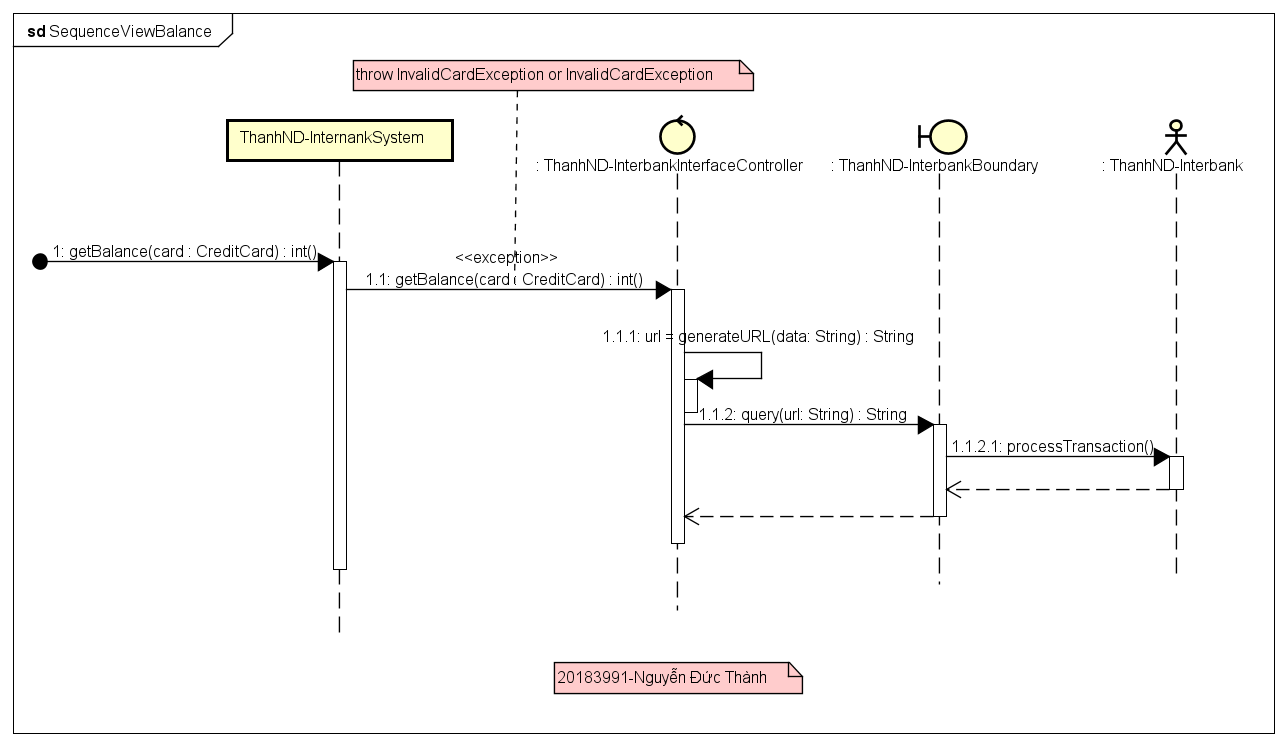 sd SequenceViewBalance
throw InvalidCardException or InvalidCardException
ThanhND-InternankSystem
: ThanhND-InterbankInterfaceController
: ThanhND-InterbankBoundary
: ThanhND-Interbank
1: getBalance(card : CreditCard) : int()
<<exception>>
1.1: getBalance(card : CreditCard) : int()
1.1.1: url = generateURL(data: String) : String
1.1.2: query(url: String) : String
1.1.2.1: processTransaction()
20183991-Nguyễn Đức Thành